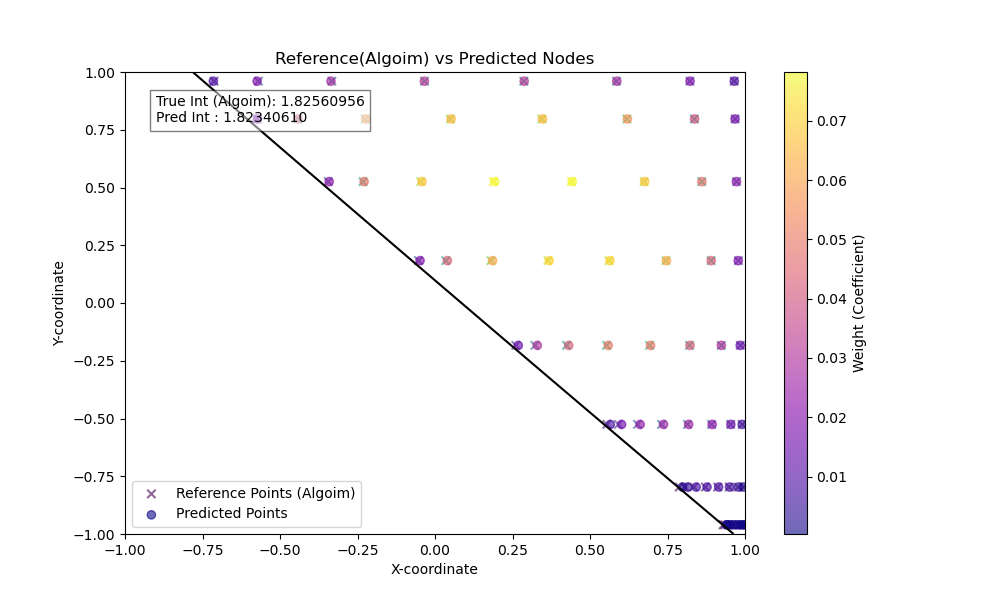 Reference(Algoim) vs Predicted Nodes
True Int (Algoim): 1.82560956
Pred Int : 1.82340610
1.00
0.75
0.50
0.25
0.00
−0.25
−0.50
−0.75
−1.00
Y-coordinate
Reference Points (Algoim)
Predicted Points
−1.00 −0.75 −0.50 −0.25 0.00 0.25 0.50 0.75 1.00
X-coordinate
0.07
0.06
0.05
0.04
0.03
0.02
0.01
Weight (Coefficient)